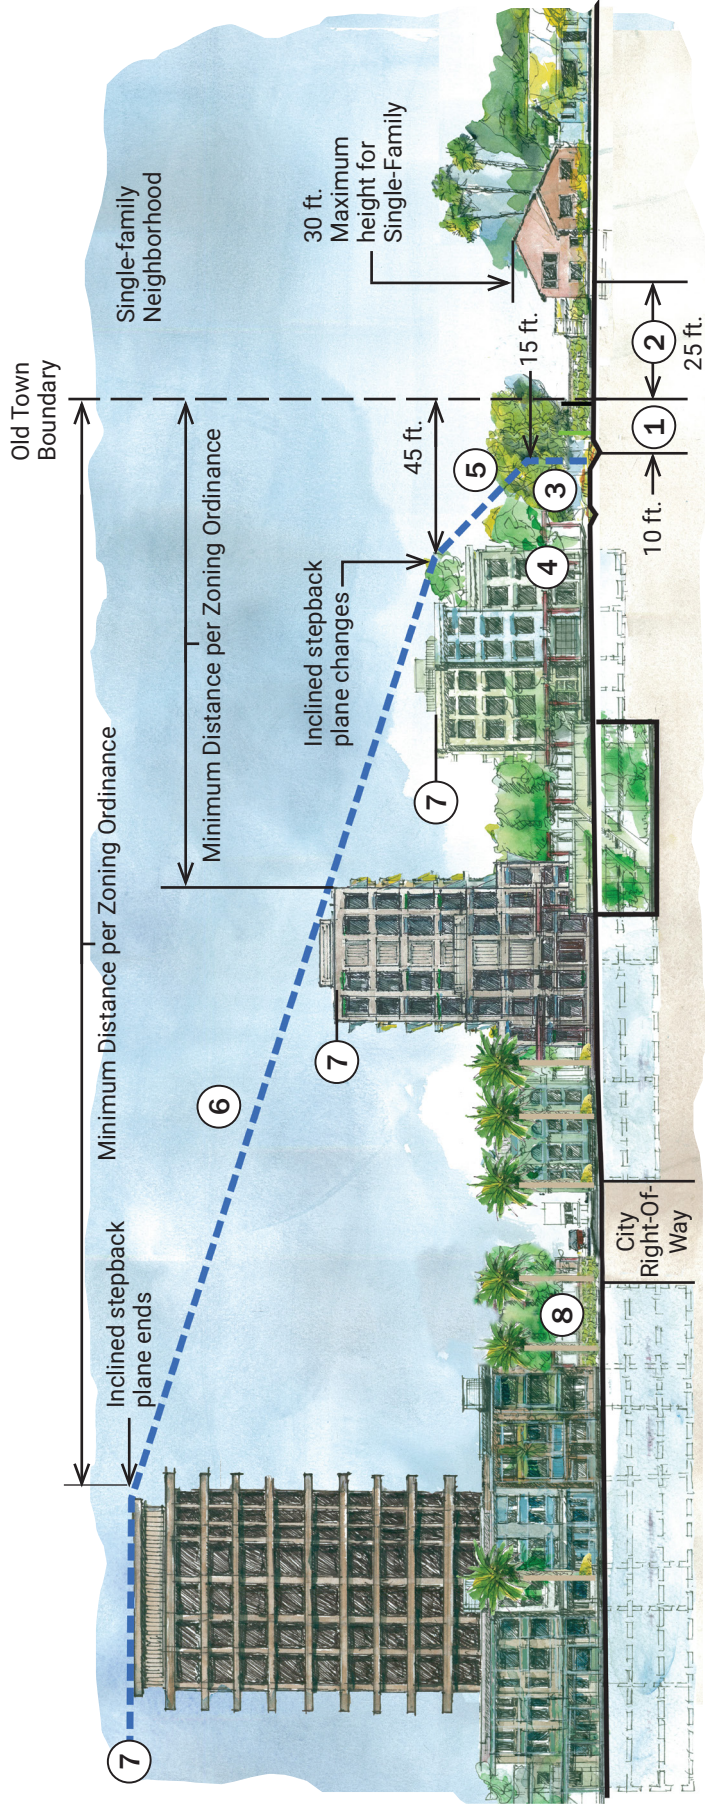 Old Town
Boundary
Single-family
Neighborhood
Minimum Distance per Zoning Ordinance
Minimum Distance per Zoning Ordinance
Inclined stepback
plane ends
Inclined stepback
plane changes
30 ft.
Maximum
height for
Single-Family
45 ft.
15 ft.
7
6
7
7
5
4
3
8
1
2
10 ft.
25 ft.
City
Right-Of-
Way